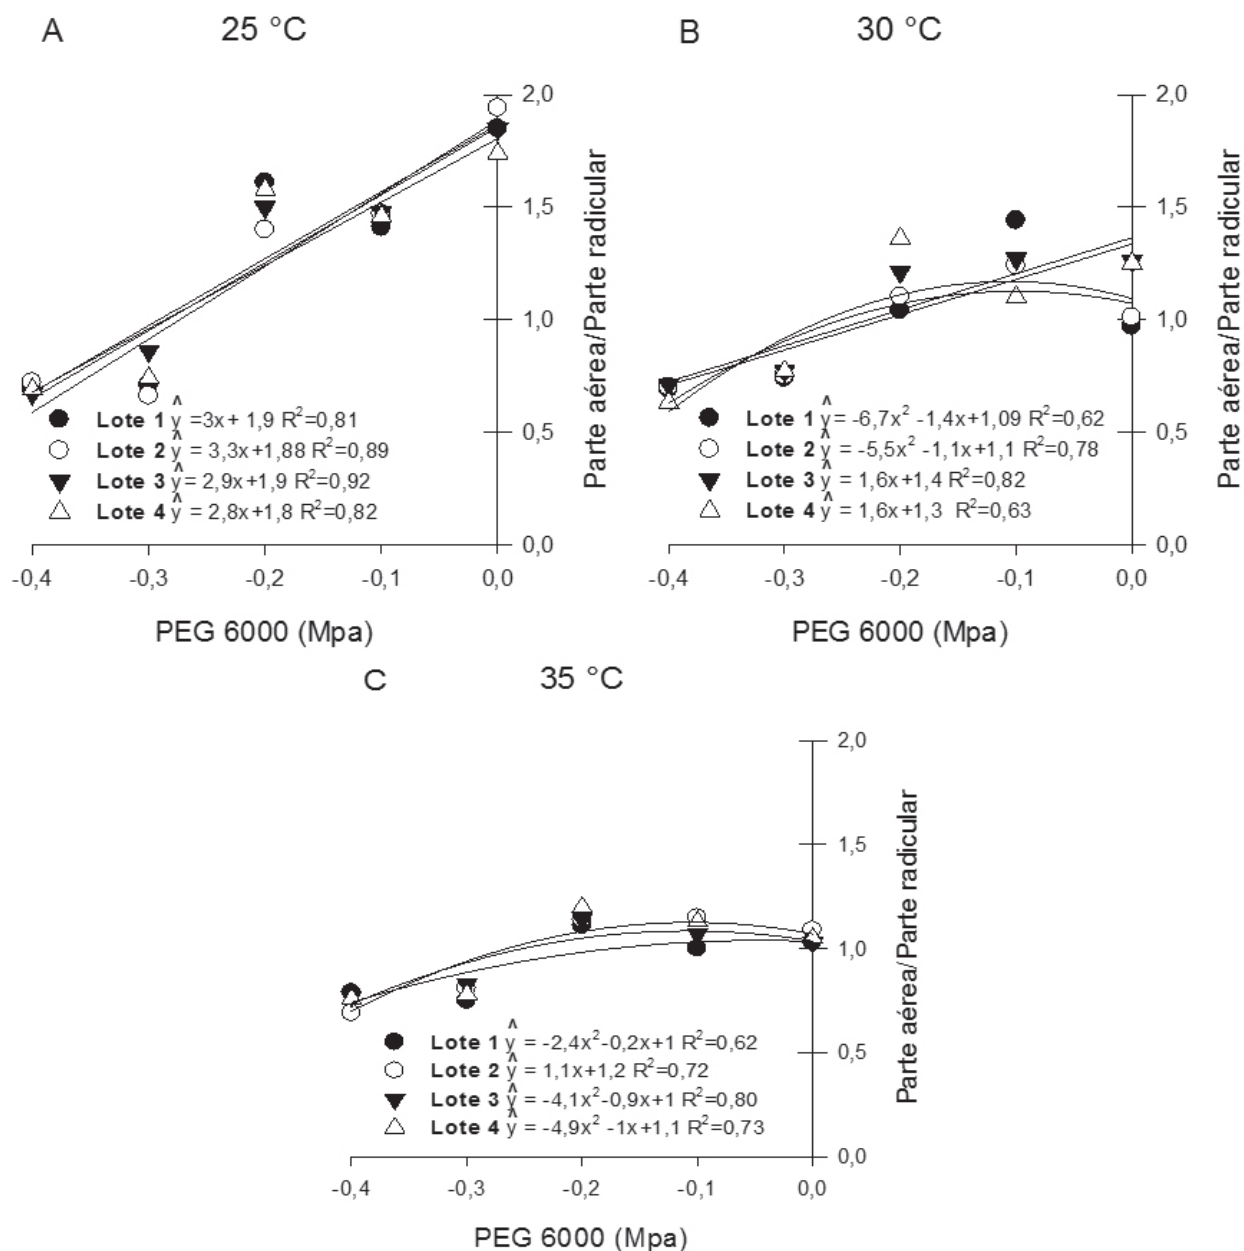 A 25 °C
2,0
1,5
1,0
0,5
0,0
Parte aérea/Parte radicular
Lote 1 ŷ =3x+ 1,9 R²=0,81
Lote 2 ŷ = 3,3x+1,88 R²=0,89
Lote 3 ŷ = 2,9x+1,9 R²=0,92
Lote 4 ŷ = 2,8x+1,8 R²=0,82
-0,4 -0,3 -0,2 -0,1 0,0
PEG 6000 (Mpa)
B 30 °C
2,0
1,5
1,0
0,5
0,0
Parte aérea/Parte radicular
Lote 1 ŷ= -6,7x² -1,4x+1,09 R²=0,62
Lote 2 ŷ = -5,5x² -1,1x+1,1 R²=0,78
Lote 3 ŷ = 1,6x+1,4 R²=0,82
Lote 4 ŷ = 1,6x+1,3 R²=0,63
-0,4 -0,3 -0,2 -0,1 0,0
PEG 6000 (Mpa)
C 35 °C
2,0
1,5
1,0
0,5
0,0
Parte aérea/Parte radicular
Lote 1 ŷ = -2,4x²-0,2x+1 R²=0,62
Lote 2 ŷ = 1,1x+1,2 R²=0,72
Lote 3 ŷ = -4,1x²-0,9x+1 R²=0,80
Lote 4 ŷ = -4,9x² -1x+1,1 R²=0,73
-0,4 -0,3 -0,2 -0,1 0,0
PEG 6000 (Mpa)